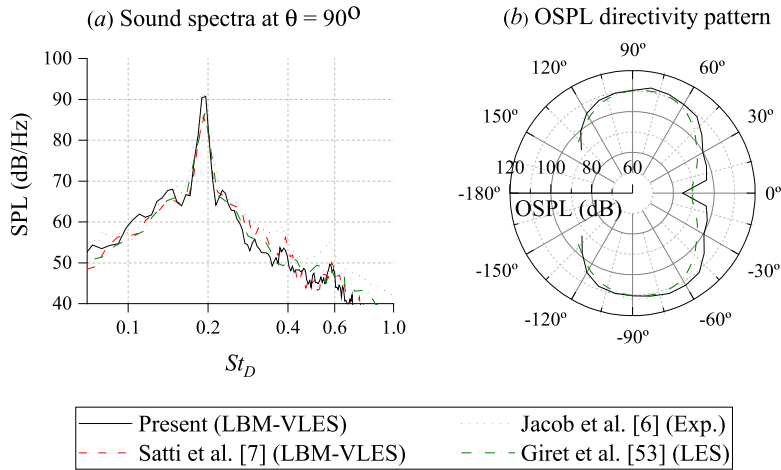 (a) Sound spectra at θ = 90º
(b) OSPL directivity pattern
100
90
80
70
60
50
40
SPL (dB/Hz)
0.1 0.2 0.4 0.6 1.0
St_D
90º
120º 60º
150º 30º
120 100 80 60
-180º 0º
OSPL (dB)
-150º -30º
-120º -60º
-90º
Present (LBM-VLES) Jacob et al. [6] (Exp.)
Satti et al. [7] (LBM-VLES) Giret et al. [53] (LES)